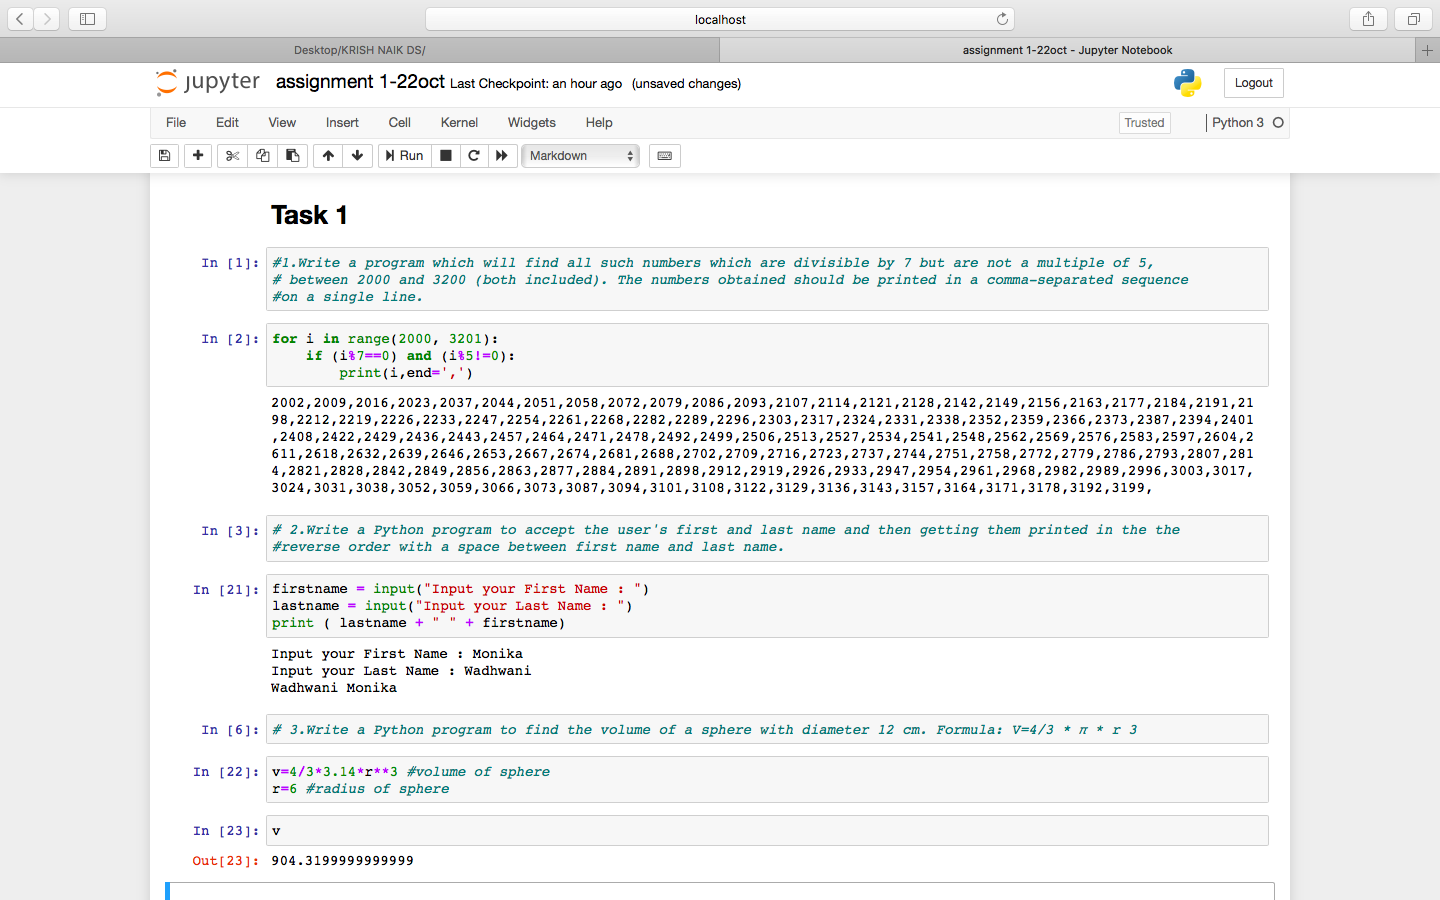 localhost
Desktop/KRISH NAIK DS/
assignment 1-22oct - Jupyter Notebook
jupyter assignment 1-22oct Last Checkpoint: an hour ago (unsaved changes)
Logout
File Edit View Insert Cell Kernel Widgets Help
Trusted
Python 3
Run
Markdown
Task 1
In [1]: #1.Write a program which will find all such numbers which are divisible by 7 but are not a multiple of 5,
# between 2000 and 3200 (both included). The numbers obtained should be printed in a comma-separated sequence
#on a single line.
In [2]: for i in range(2000, 3201):
if (i%7==0) and (i%5!=0):
print(i,end=',')
2002,2009,2016,2023,2037,2044,2051,2058,2072,2079,2086,2093,2107,2114,2121,2128,2142,2149,2156,2163,2177,2184,2191,21
98,2212,2219,2226,2233,2247,2254,2261,2268,2282,2289,2296,2303,2317,2324,2331,2338,2352,2359,2366,2373,2387,2394,2401
,2408,2422,2429,2436,2443,2457,2464,2471,2478,2492,2499,2506,2513,2527,2534,2541,2548,2562,2569,2576,2583,2597,2604,2
611,2618,2632,2639,2646,2653,2667,2674,2681,2688,2702,2709,2716,2723,2737,2744,2751,2758,2772,2779,2786,2793,2807,281
4,2821,2828,2842,2849,2856,2863,2877,2884,2891,2898,2912,2919,2926,2933,2947,2954,2961,2968,2982,2989,2996,3003,3017,
3024,3031,3038,3052,3059,3066,3073,3087,3094,3101,3108,3122,3129,3136,3143,3157,3164,3171,3178,3192,3199,
In [3]: # 2.Write a Python program to accept the user's first and last name and then getting them printed in the the
#reverse order with a space between first name and last name.
In [21]: firstname = input("Input your First Name : ")
lastname = input("Input your Last Name : ")
print ( lastname + " " + firstname)
Input your First Name : Monika
Input your Last Name : Wadhwani
Wadhwani Monika
In [6]: # 3.Write a Python program to find the volume of a sphere with diameter 12 cm. Formula: V=4/3 * π * r 3
In [22]: v=4/3*3.14*r**3 #volume of sphere
r=6 #radius of sphere
In [23]: v
Out[23]: 904.3199999999999